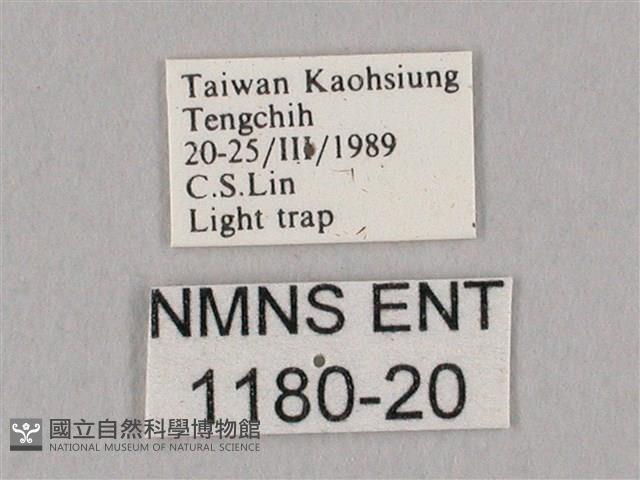 Taiwan Kaohsiung
Tengchih
20-25/III/1989
C.S.Lin
Light trap
NMNS ENT
1180-20
國立自然科學博物館
NATIONAL MUSEUM OF NATURAL SCIENCE